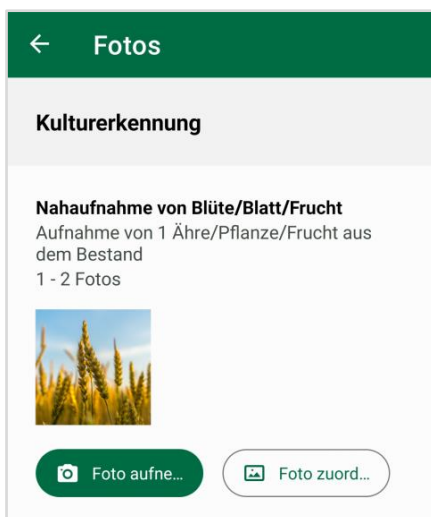 Fotos
Kulturerkennung
Nahaufnahme von Blüte/Blatt/Frucht
Aufnahme von 1 Ähre/Pflanze/Frucht aus
dem Bestand
1 - 2 Fotos
Foto aufne... Foto zuord...